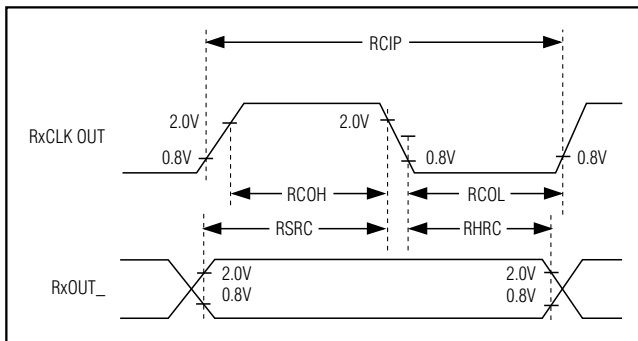 RCIP
2.0V
2.0V
RxCLK OUT
0.8V
0.8V
0.8V
RCOH
RCOL
RSRC
RHRC
2.0V
2.0V
RxOUT_
0.8V
0.8V